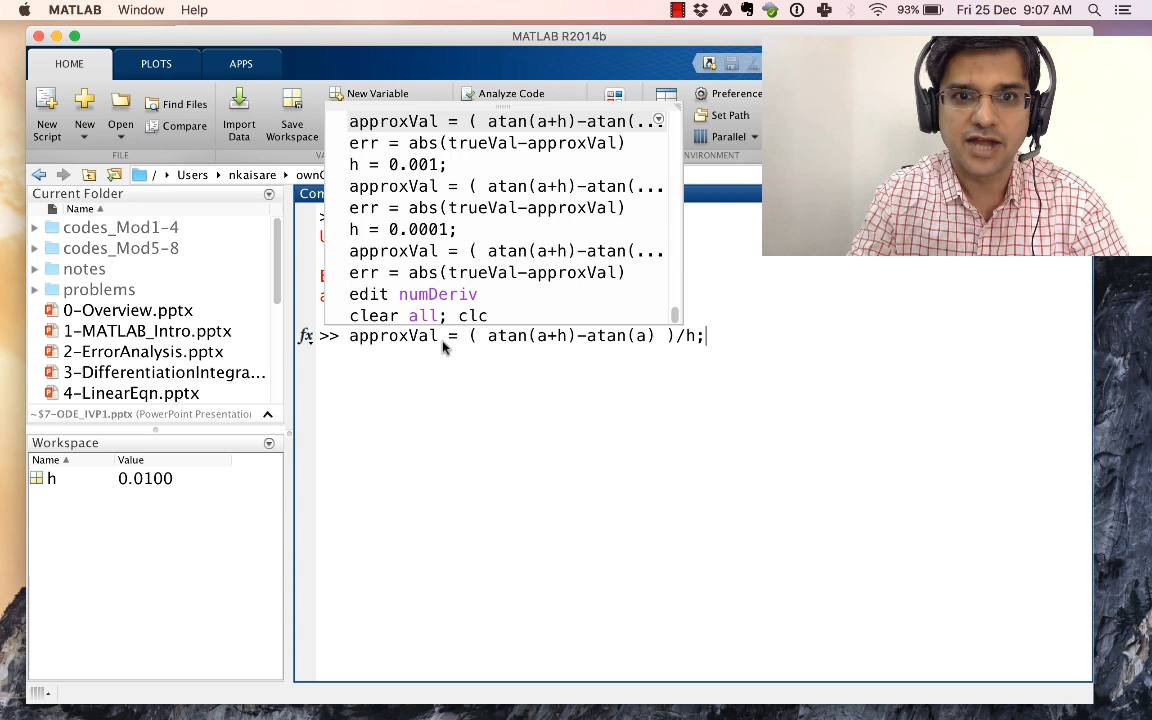 MATLAB Window Help 93% Fri 25 Dec 9:07 AM
MATLAB R2014b
HOME PLOTS APPS
New Variable Analyze Code Preference
Find Files Set Path
Compare Parallel
New Script New Open Import Data Save Workspace
FILE ENVIRONMENT
/ Users nkaisare
Current Folder
Name
codes_Mod1-4
codes_Mod5-8
notes
problems
0-Overview.pptx
1-MATLAB_Intro.pptx
2-ErrorAnalysis.pptx
3-DifferentiationIntegra...
4-LinearEqn.pptx
~$7-ODE_IVP1.pptx (PowerPoint Presentatio
Workspace
Name Value
h 0.0100
approxVal = ( atan(a+h)-atan(...
err = abs(trueVal-approxVal)
h = 0.001;
approxVal = ( atan(a+h)-atan(...
err = abs(trueVal-approxVal)
h = 0.0001;
approxVal = ( atan(a+h)-atan(...
err = abs(trueVal-approxVal)
edit numDeriv
clear all; clc
fx >> approxVal = ( atan(a+h)-atan(a) )/h;